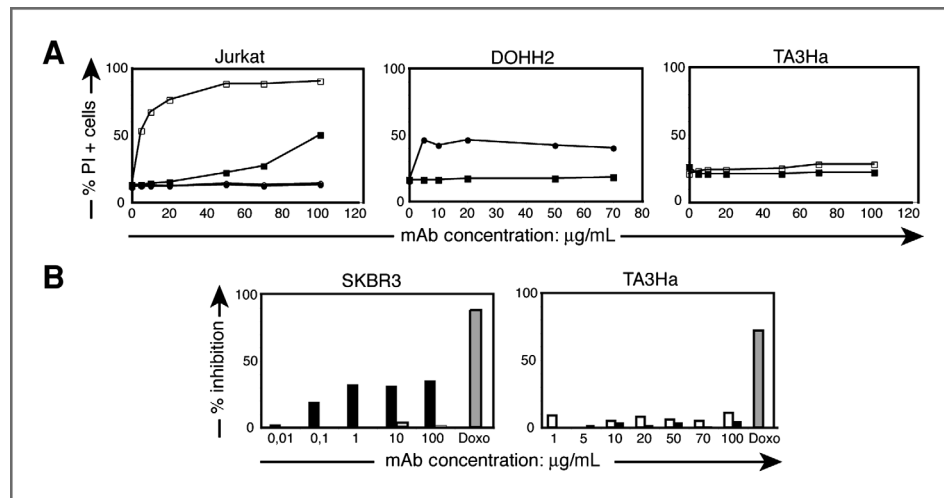 A
Jurkat
DOHH2
TA3Ha
% PI + cells
100
50
0
0 20 40 60 80 100 120
100
50
0
0 10 20 30 40 50 60 70 80
100
50
0
0 20 40 60 80 100 120
mAb concentration: μg/mL
B
SKBR3
TA3Ha
% inhibition
100
50
0
0,01 0,1 1 10 100 Doxo
100
50
0
1 5 10 20 50 70 100 Doxo
mAb concentration: μg/mL